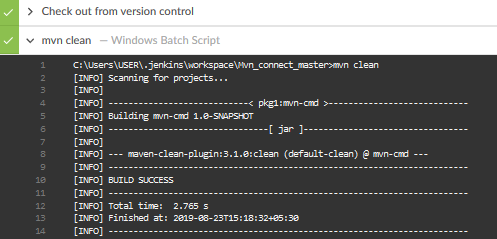 Check out from version control
mvn clean — Windows Batch Script
1 C:\Users\USER\.jenkins\workspace\Mvn_connect_master>mvn clean
2 [INFO] Scanning for projects...
3 [INFO]
4 [INFO] ----------------------------< pkg1:mvn-cmd >----------------------------
5 [INFO] Building mvn-cmd 1.0-SNAPSHOT
6 [INFO] --------------------------------[ jar ]---------------------------------
7 [INFO]
8 [INFO] --- maven-clean-plugin:3.1.0:clean (default-clean) @ mvn-cmd ---
9 [INFO] ------------------------------------------------------------------------
10 [INFO] BUILD SUCCESS
11 [INFO] ------------------------------------------------------------------------
12 [INFO] Total time:  2.765 s
13 [INFO] Finished at: 2019-08-23T15:18:32+05:30
14 [INFO] ------------------------------------------------------------------------